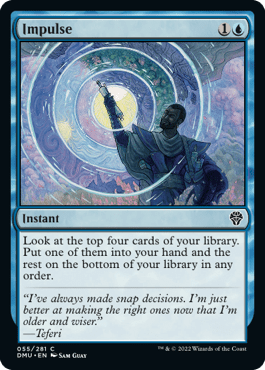 Impulse 1
Instant
Look at the top four cards of your library.
Put one of them into your hand and the
rest on the bottom of your library in any
order.
“I’ve always made snap decisions. I’m just
better at making the right ones now that I’m
older and wiser.”
—Teferi
055/281 C
DMU • EN SAM GUAY
™ & © 2022 Wizards of the Coast